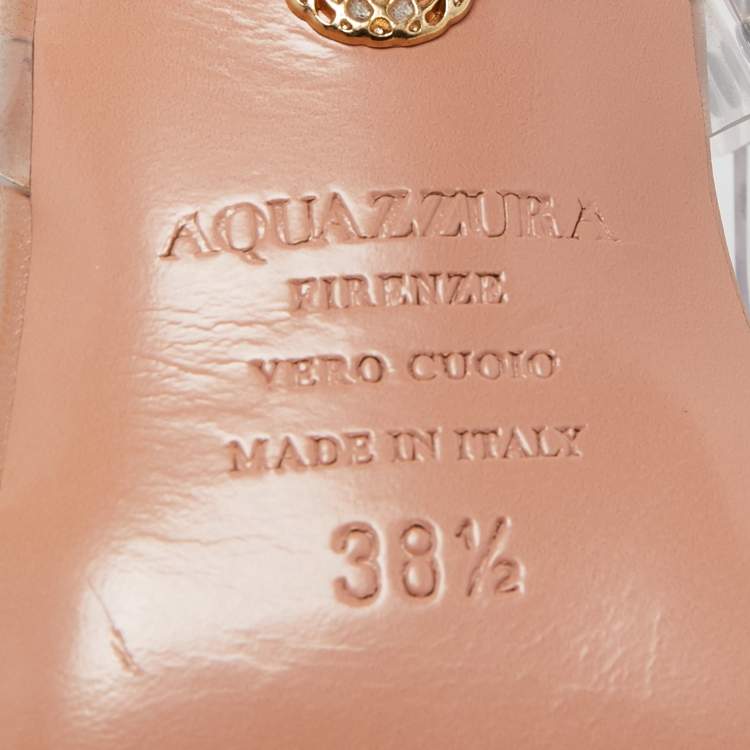 AQUAZZURA
FIRENZE
VERO CUOIO
MADE IN ITALY
38½